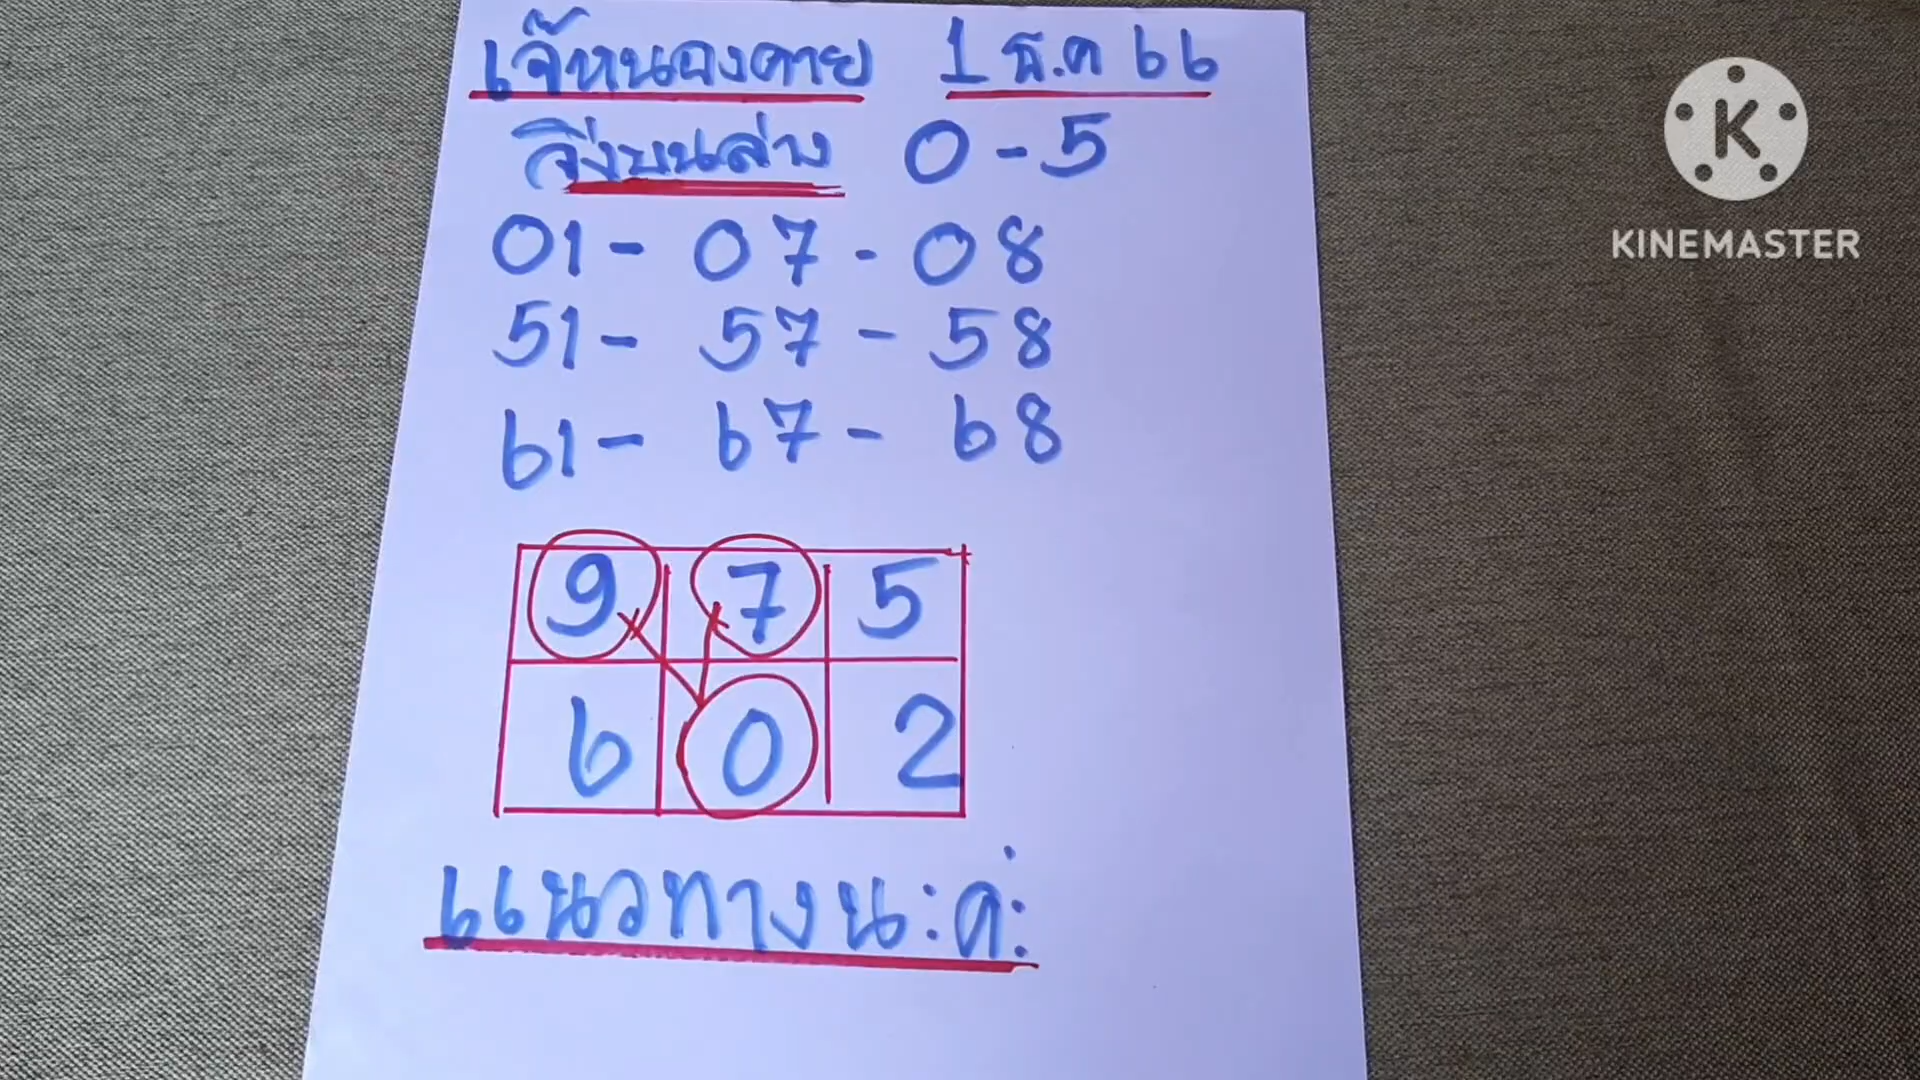 เจ๊หนองคาย 1 ธ.ค 66
วิ่งบนล่าง 0-5
01- 07-08
51- 57-58
61- 67-68
9 7 5
6 0 2
แนวทางนะค่ะ
K
KINEMASTER